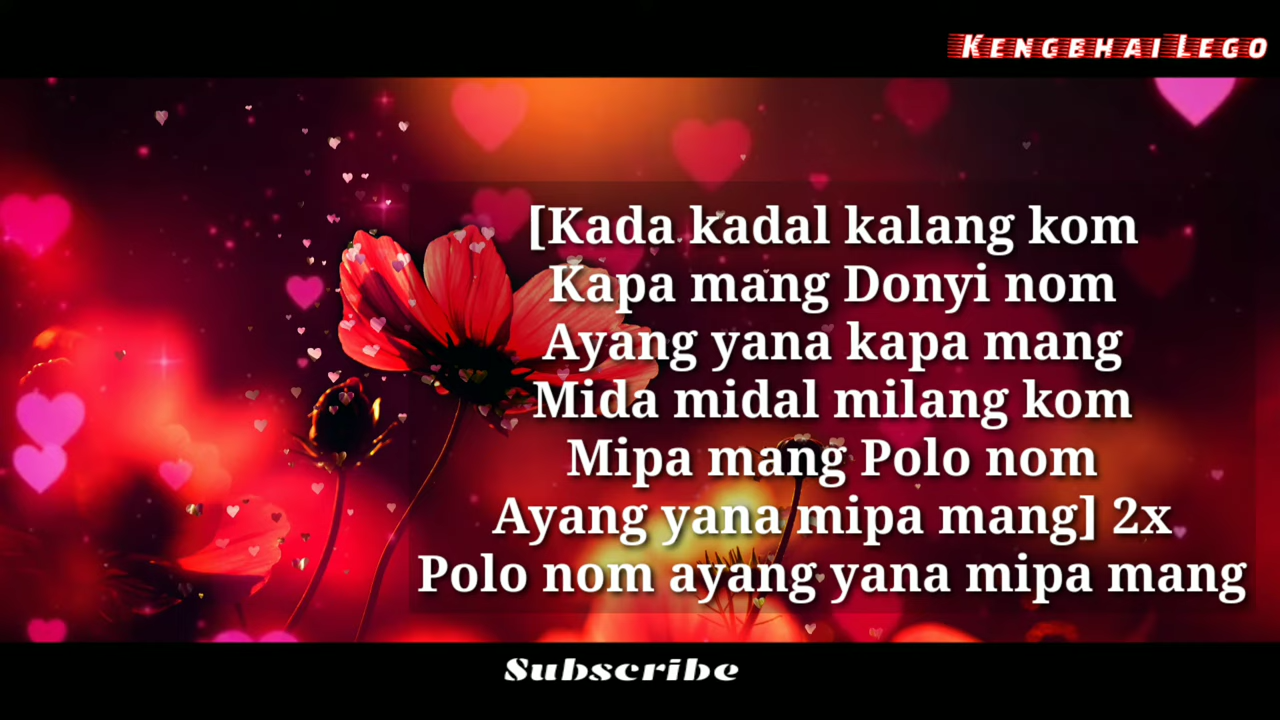 KENGBHAI LEGO
[Kada kadal kalang kom
Kapa mang Donyi nom
Ayang yana kapa mang
Mida midal milang kom
Mipa mang Polo nom
Ayang yana mipa mang] 2x
Polo nom ayang yana mipa mang
Subscribe